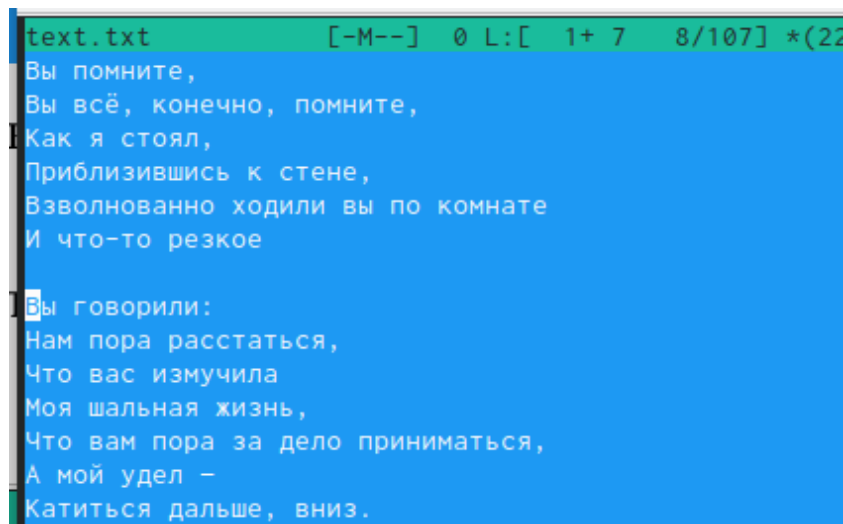 text.txt [-M--] 0 L:[ 1+ 7 8/107] *(22
Вы помните,
Вы всё, конечно, помните,
Как я стоял,
Приблизившись к стене,
Взволнованно ходили вы по комнате
И что-то резкое
Вы говорили:
Нам пора расстаться,
Что вас измучила
Моя шальная жизнь,
Что вам пора за дело приниматься,
А мой удел –
Катиться дальше, вниз.